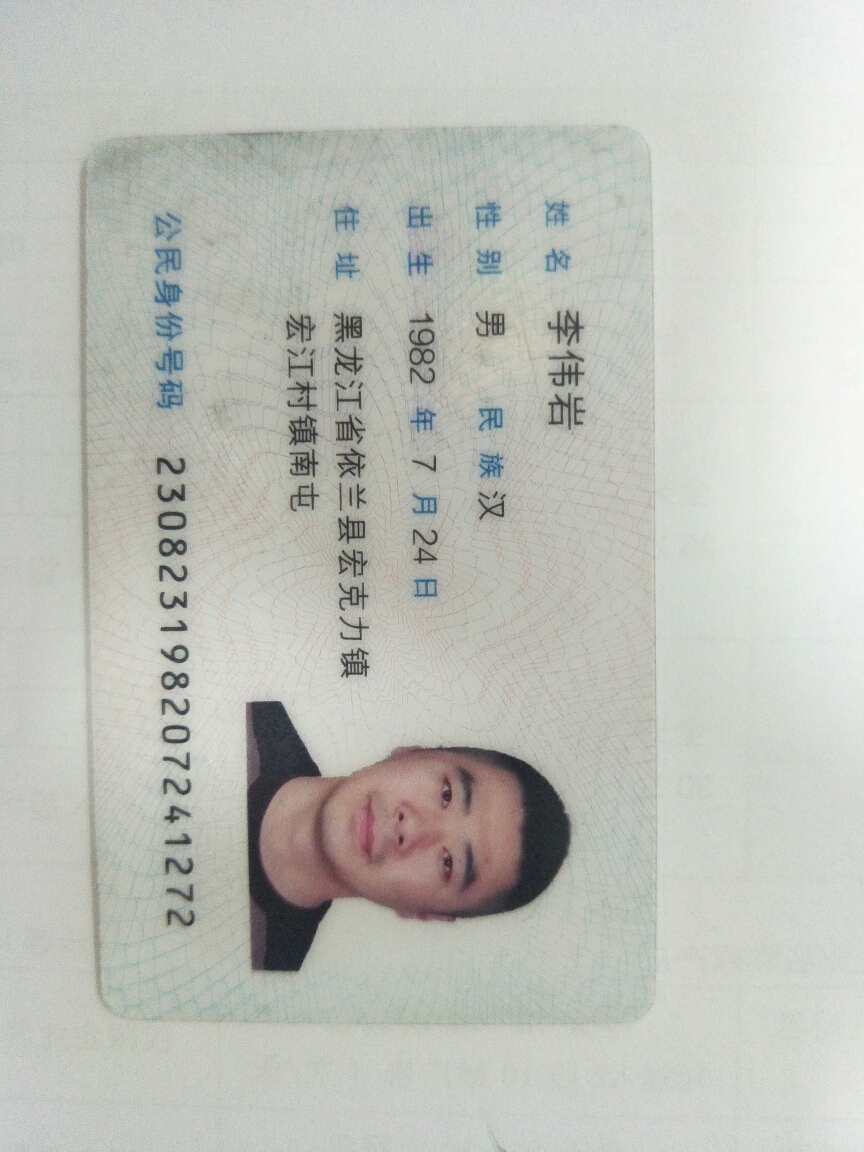 姓名 李伟岩
性别 男 民族 汉
出生 1982 年 7 月 24 日
住址 黑龙江省依兰县宏克力镇
宏江村镇南屯
公民身份号码 230823198207241272